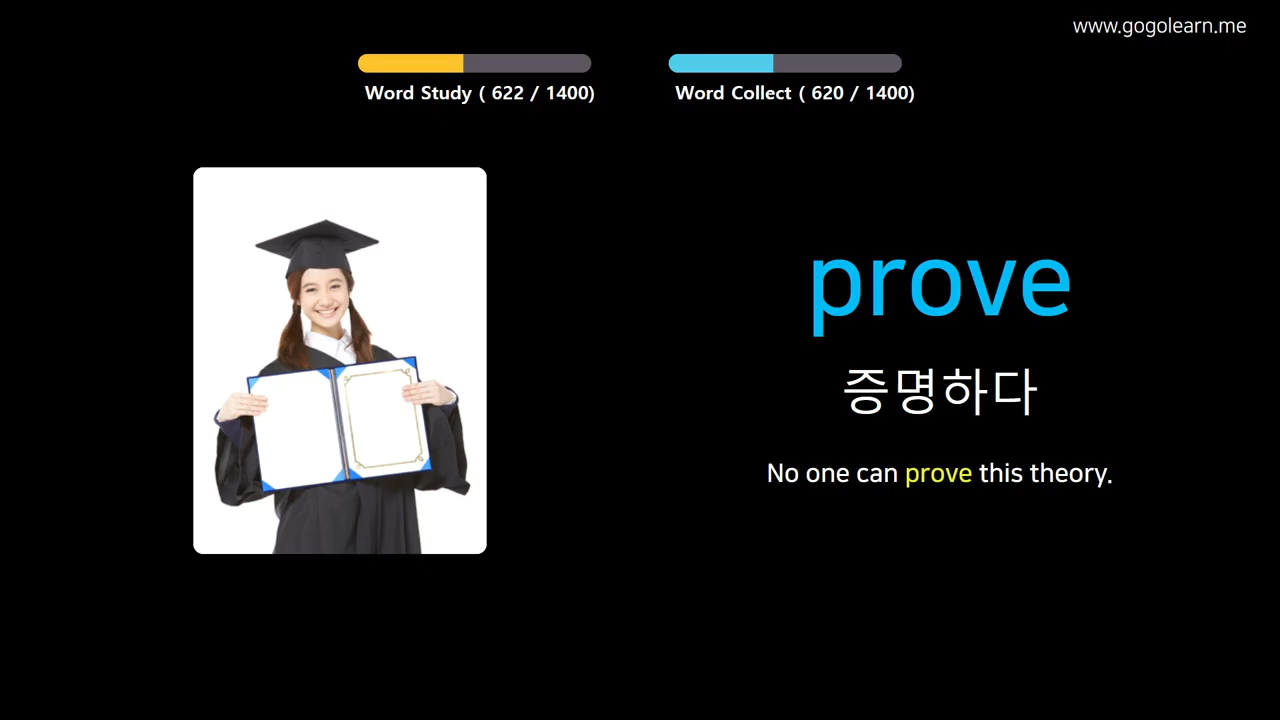 www.gogolearn.me
Word Study ( 622 / 1400)
Word Collect ( 620 / 1400)
prove
증명하다
No one can prove this theory.